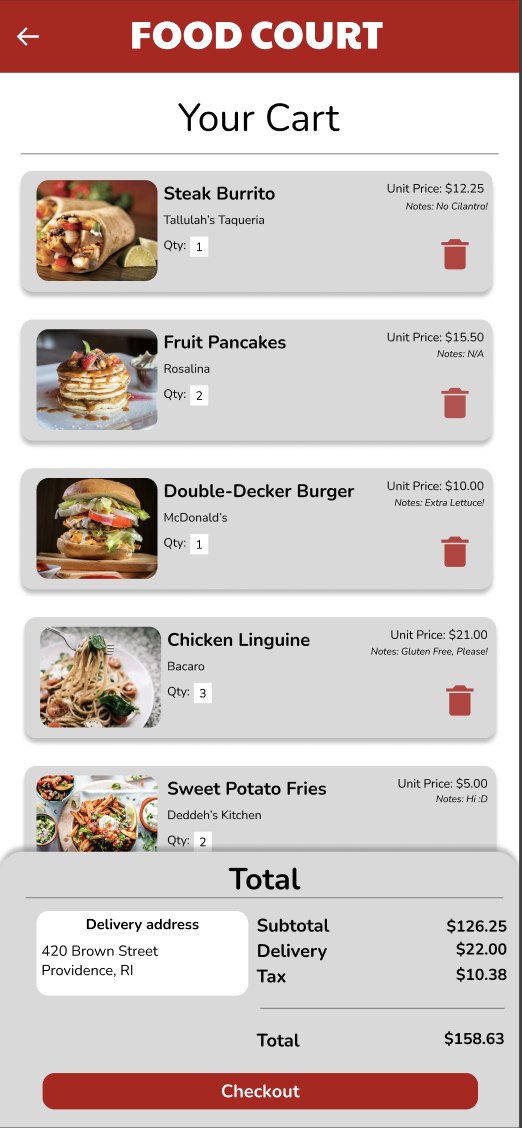 FOOD COURT
Your Cart
Steak Burrito
Unit Price: $12.25
Tallulah's Taqueria
Notes: No Cilantro!
Qty: 1
Fruit Pancakes
Unit Price: $15.50
Rosalina
Notes: N/A
Qty: 2
Double-Decker Burger
Unit Price: $10.00
McDonald's
Notes: Extra Lettuce!
Qty: 1
Chicken Linguine
Unit Price: $21.00
Bacaro
Notes: Gluten Free, Please!
Qty: 3
Sweet Potato Fries
Unit Price: $5.00
Deddeh's Kitchen
Notes: Hi :D
Qty: 2
Total
Delivery address
420 Brown Street
Providence, RI
Subtotal $126.25
Delivery $22.00
Tax $10.38
Total $158.63
Checkout